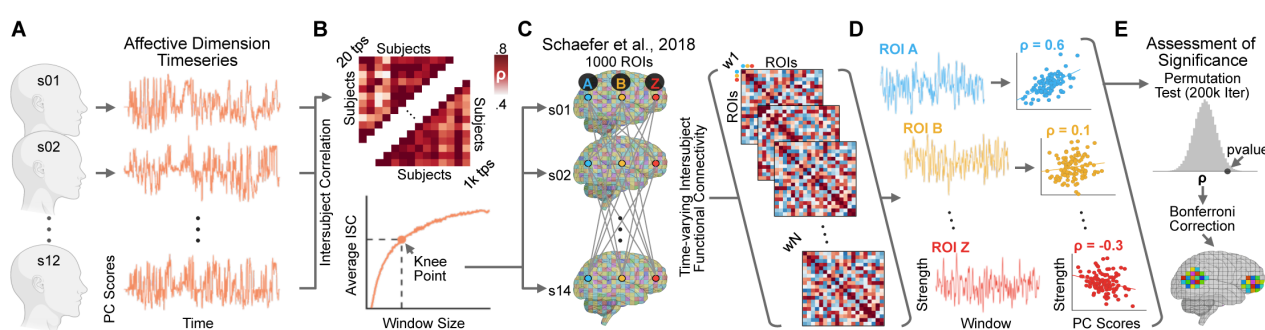 A
Affective Dimension
Timeseries
s01
s02
s12
PC Scores
Time
Intersubject Correlation
B
20 tps
Subjects
Subjects
.8
ρ
.4
Subjects
Subjects
1k tps
Average ISC
Knee
Point
Window Size
C
Schaefer et al., 2018
1000 ROIs
A
B
Z
s01
s02
s14
Time-varying Intersubject
Functional Connectivity
w1
ROIs
ROIs
wN
D
ROI A
ρ = 0.6
ROI B
ρ = 0.1
ROI Z
ρ = -0.3
Strength
Window
Strength
PC Scores
E
Assessment of
Significance
Permutation
Test (200k Iter)
pvalue
ρ
Bonferroni
Correction